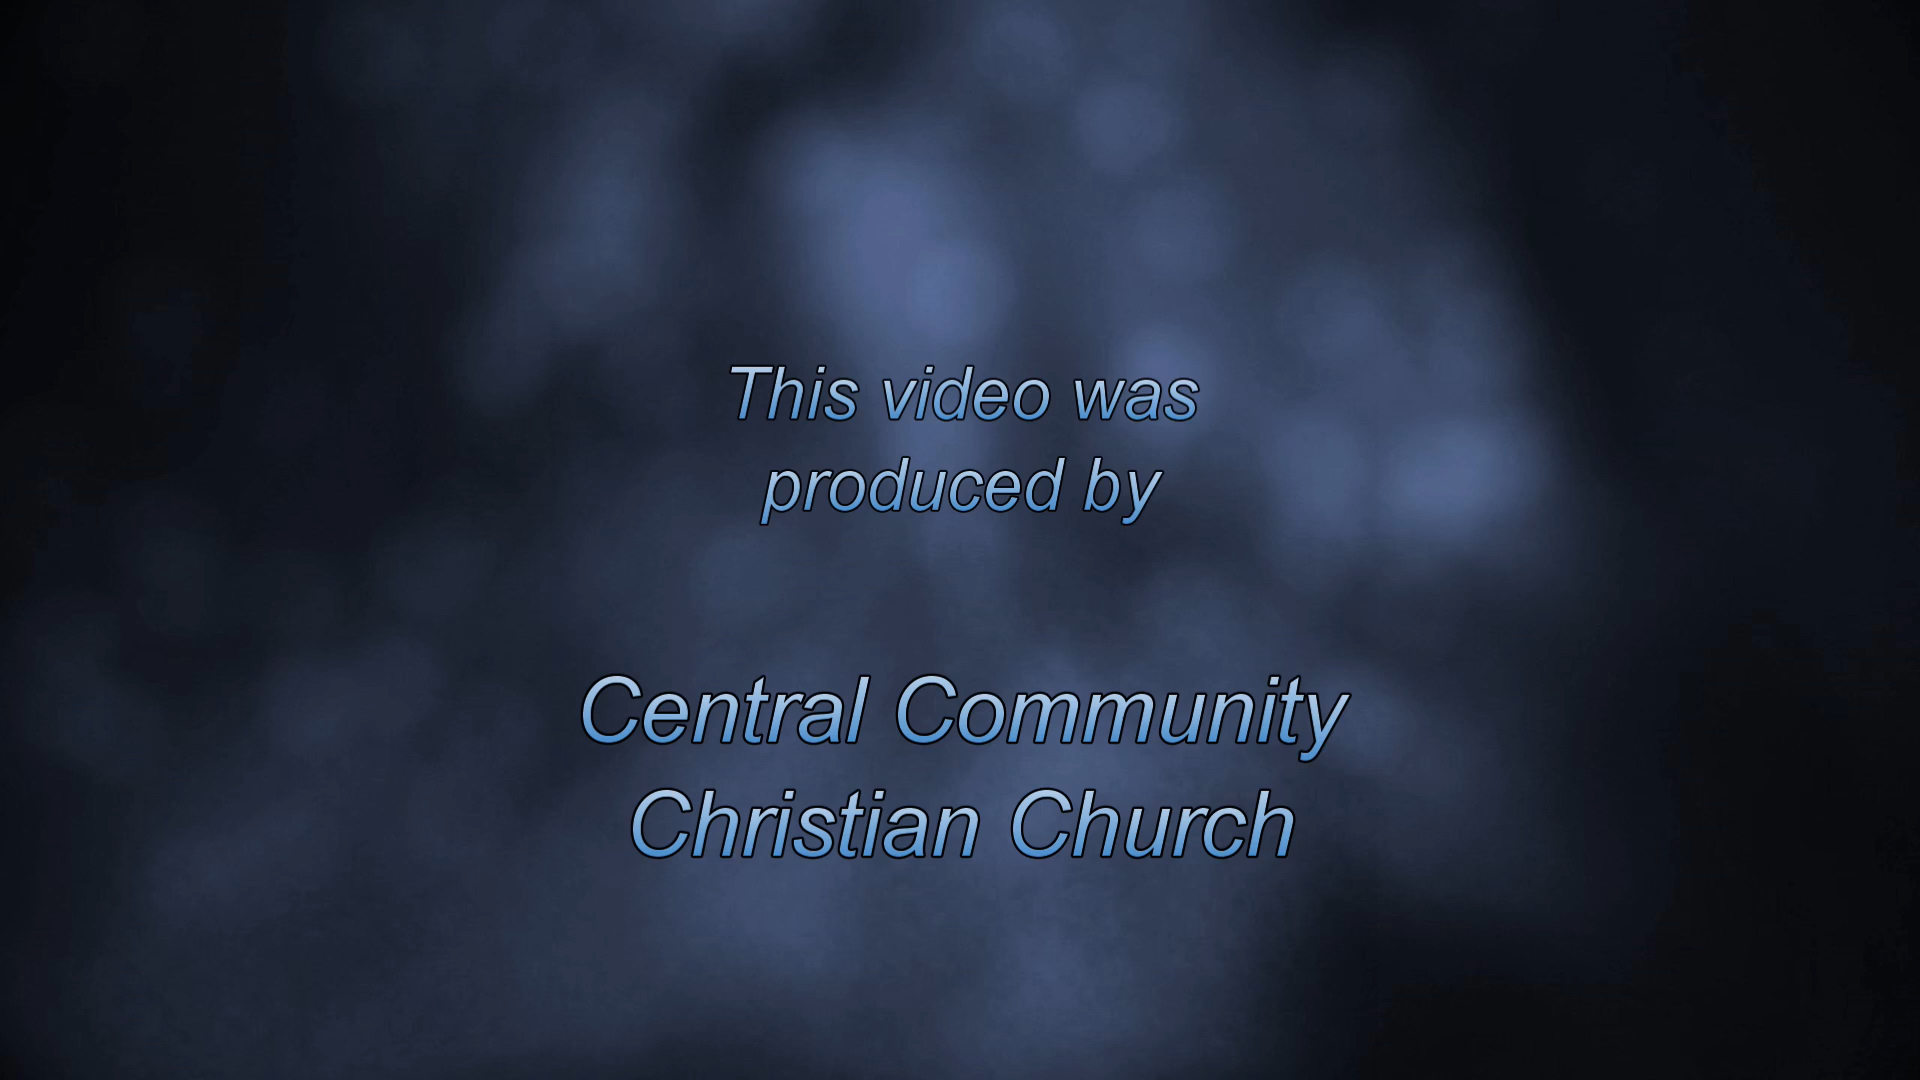 This video was
produced by
Central Community
Christian Church